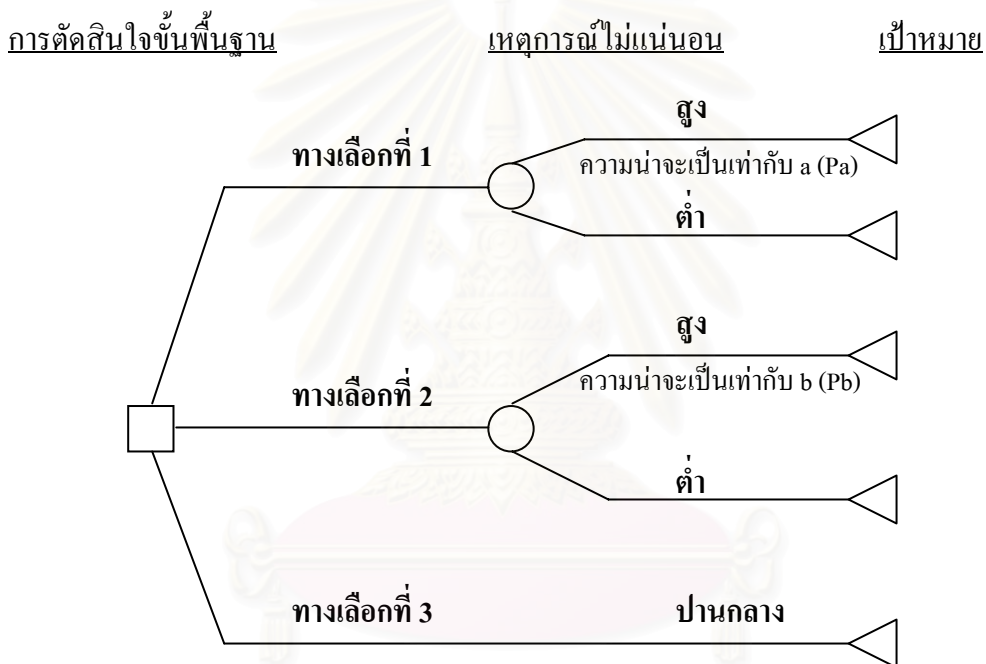 การตัดสินใจขั้นพื้นฐาน เหตุการณ์ไม่แน่นอน เป้าหมาย
สูง
ทางเลือกที่ 1
ความน่าจะเป็นเท่ากับ a (Pa)
ต่ำ
สูง
ความน่าจะเป็นเท่ากับ b (Pb)
ทางเลือกที่ 2
ต่ำ
ทางเลือกที่ 3 ปานกลาง